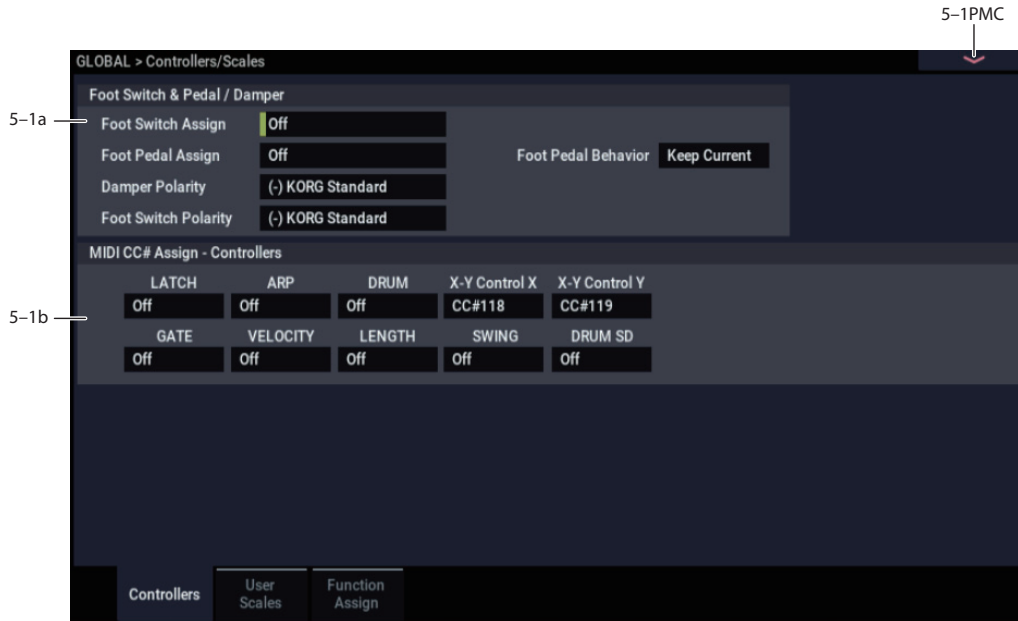 5–1PMC
GLOBAL > Controllers/Scales
Foot Switch & Pedal / Damper
5–1a
Foot Switch Assign Off
Foot Pedal Assign Off Foot Pedal Behavior Keep Current
Damper Polarity (-) KORG Standard
Foot Switch Polarity (-) KORG Standard
MIDI CC# Assign - Controllers
LATCH ARP DRUM X-Y Control X X-Y Control Y
5–1b
Off Off Off CC#118 CC#119
GATE VELOCITY LENGTH SWING DRUM SD
Off Off Off Off Off
Controllers
User
Scales
Function
Assign